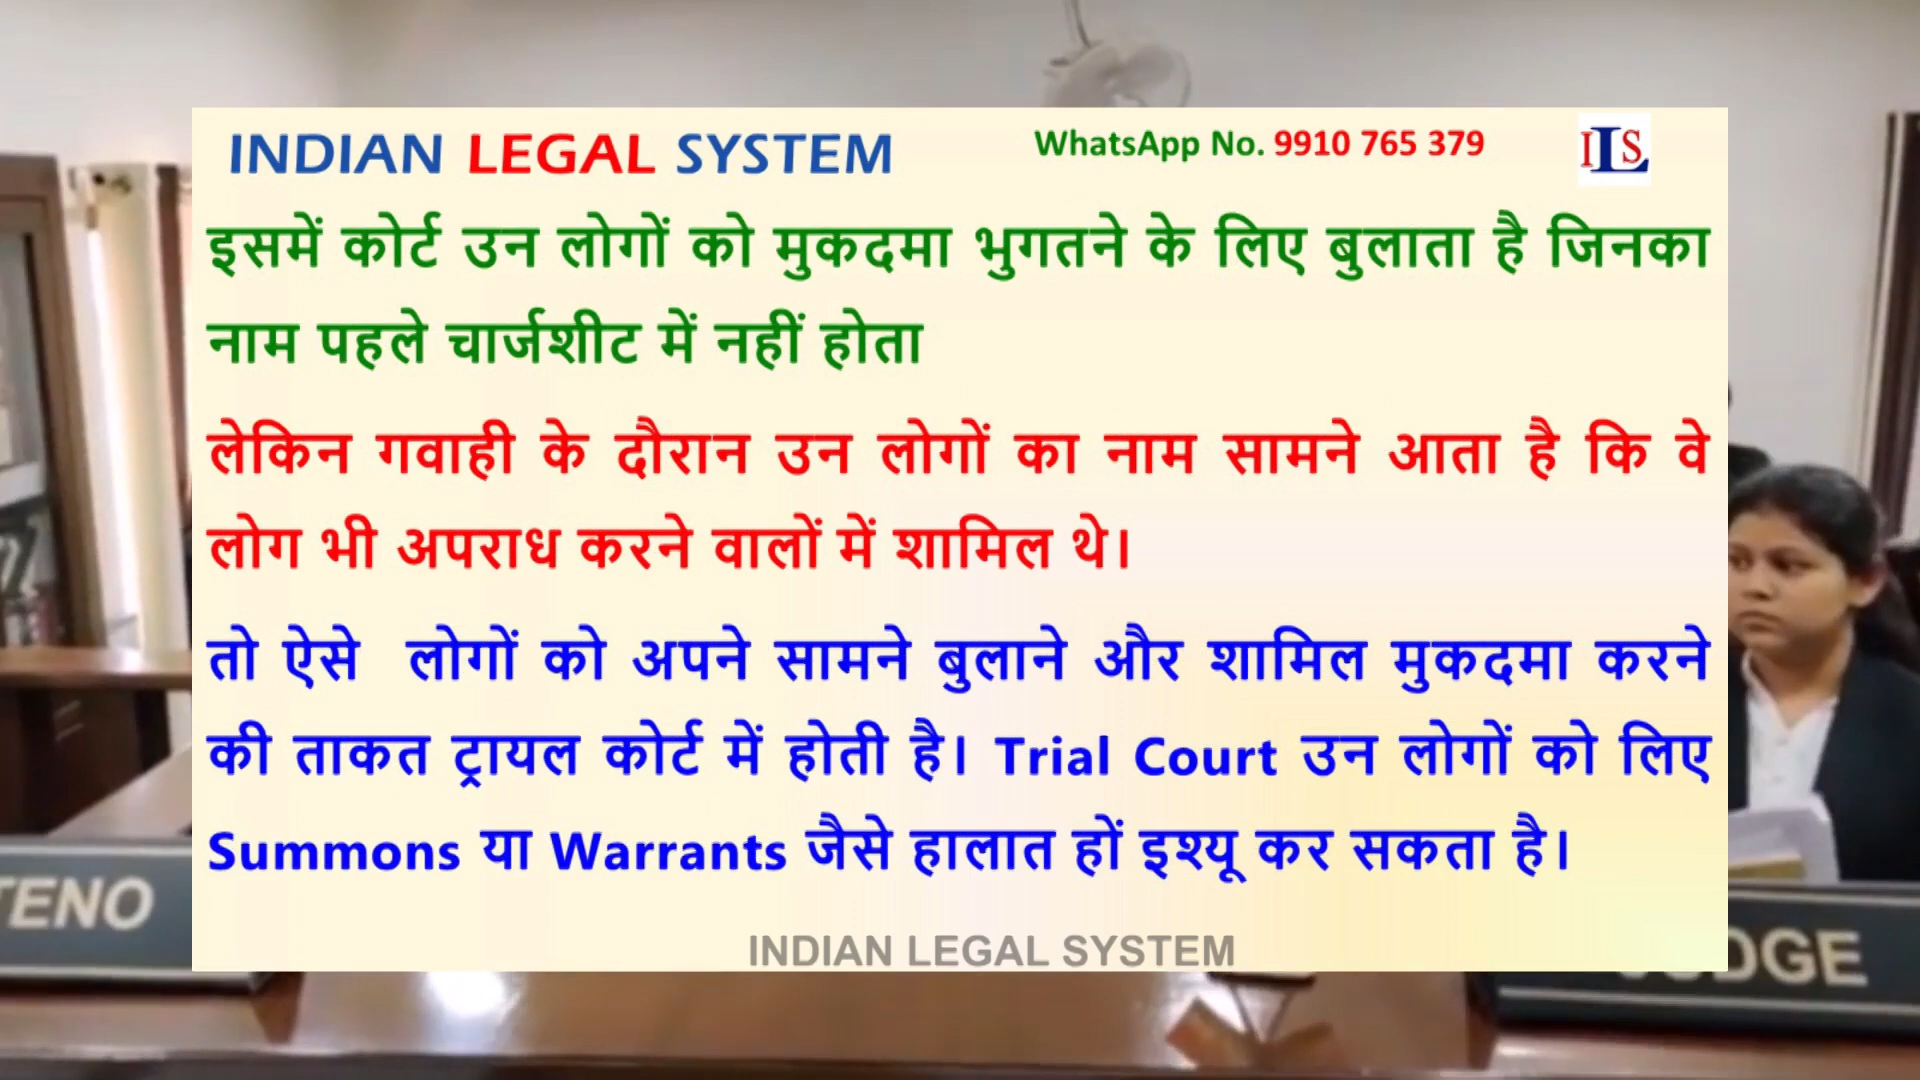 INDIAN LEGAL SYSTEM
WhatsApp No. 9910 765 379
ILS
इसमें कोर्ट उन लोगों को मुकदमा भुगतने के लिए बुलाता है जिनका
नाम पहले चार्जशीट में नहीं होता
लेकिन गवाही के दौरान उन लोगों का नाम सामने आता है कि वे
लोग भी अपराध करने वालों में शामिल थे।
तो ऐसे लोगों को अपने सामने बुलाने और शामिल मुकदमा करने
की ताकत ट्रायल कोर्ट में होती है। Trial Court उन लोगों को लिए
Summons या Warrants जैसे हालात हों इश्यू कर सकता है।
TENO
JUDGE
INDIAN LEGAL SYSTEM